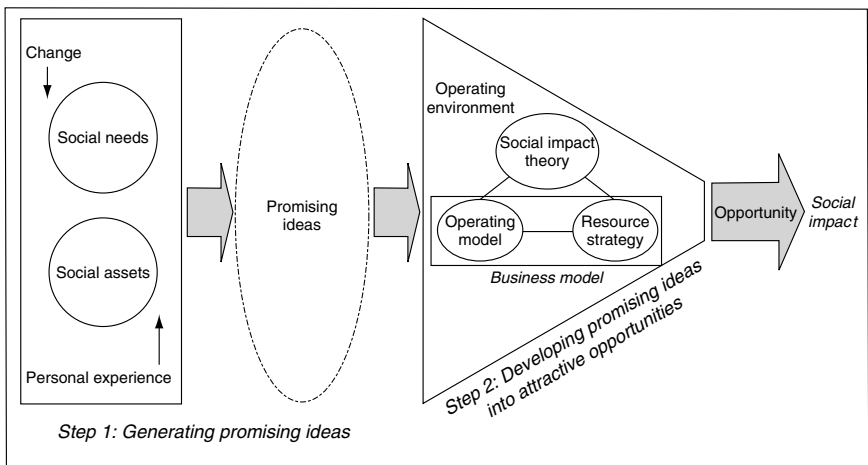 Change
Social needs
Social assets
Personal experience
Step 1: Generating promising ideas
Promising
ideas
Operating
environment
Social impact
theory
Operating
model
Resource
strategy
Business model
Step 2: Developing promising ideas
into attractive opportunities
Opportunity
Social
impact